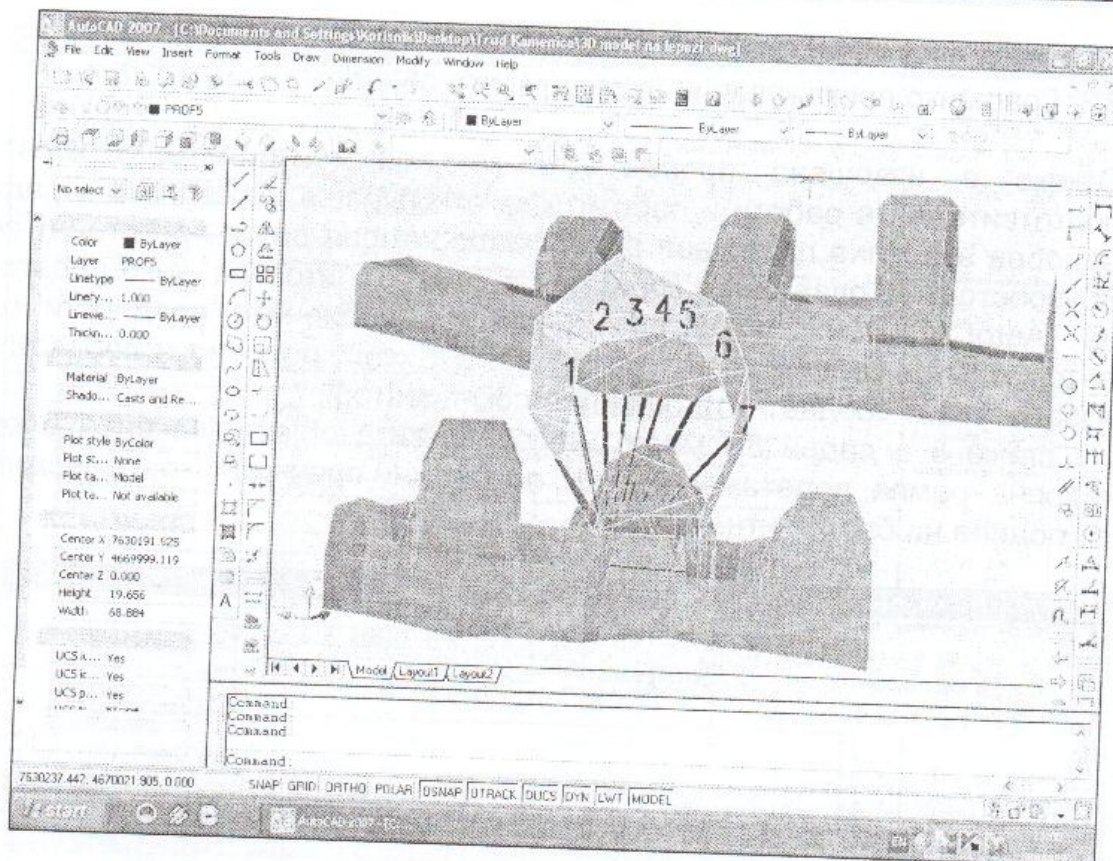 AutoCAD 2007 - [C:\Documents and Settings\Korisnik\Desktop\Trud Kamenica\3D model na lepezi.dwg]
File Edit View Insert Format Tools Draw Dimension Modify Window Help
PROF5
ByLayer
ByLayer
ByLayer
No select
Color ByLayer
Layer PROF5
Linetype ByLayer
Linety... 1.000
Linewe... ByLayer
Thickn... 0.000
Material ByLayer
Shado... Casts and Re...
Plot style ByColor
Plot st... None
Plot ta... Model
Plot ta... Not available
Center X 7630191.928
Center Y 4669999.119
Center Z 0.000
Height 19.656
Width 68.884
UCS ic... Yes
UCS p... Yes
1
2
3
4
5
6
7
A
Model Layout1 Layout2
Command:
Command:
Command
Command:
7630237.442, 4670021.905, 0.000
SNAP GRID ORTHO POLAR OSNAP OTRACK DUCS DYN LWT MODEL
start
AutoCAD 2007 - [C:...
EN